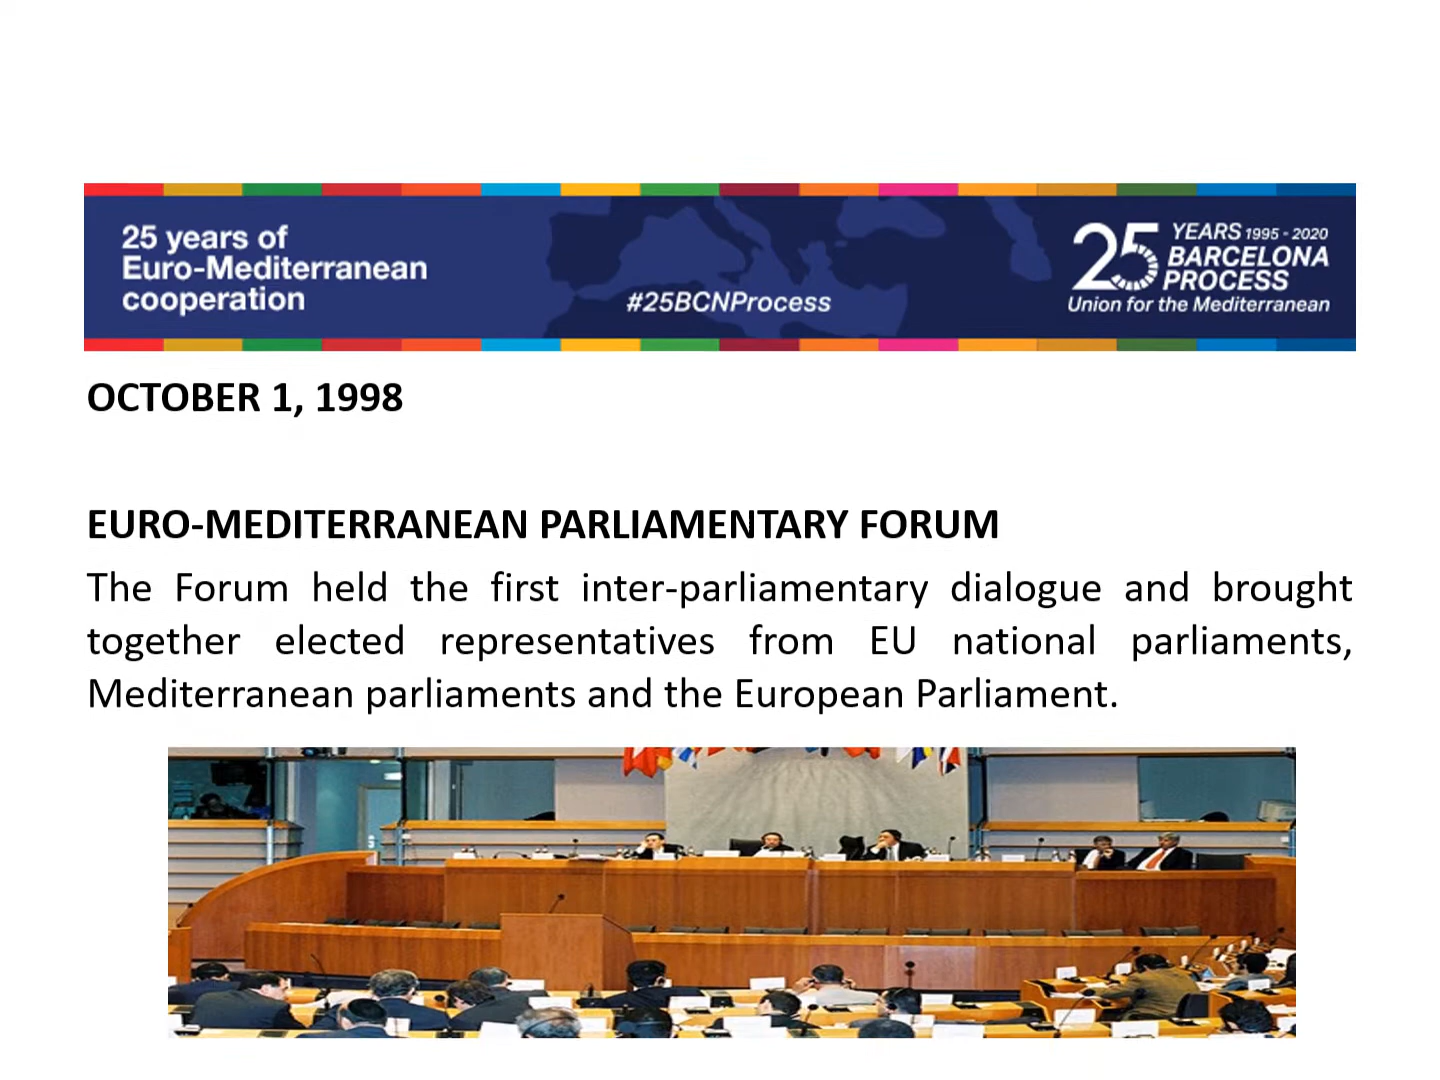 25 years of
Euro-Mediterranean
cooperation
#25BCNProcess
25 YEARS 1995 - 2020
BARCELONA
PROCESS
Union for the Mediterranean
OCTOBER 1, 1998
EURO-MEDITERRANEAN PARLIAMENTARY FORUM
The Forum held the first inter-parliamentary dialogue and brought
together elected representatives from EU national parliaments,
Mediterranean parliaments and the European Parliament.